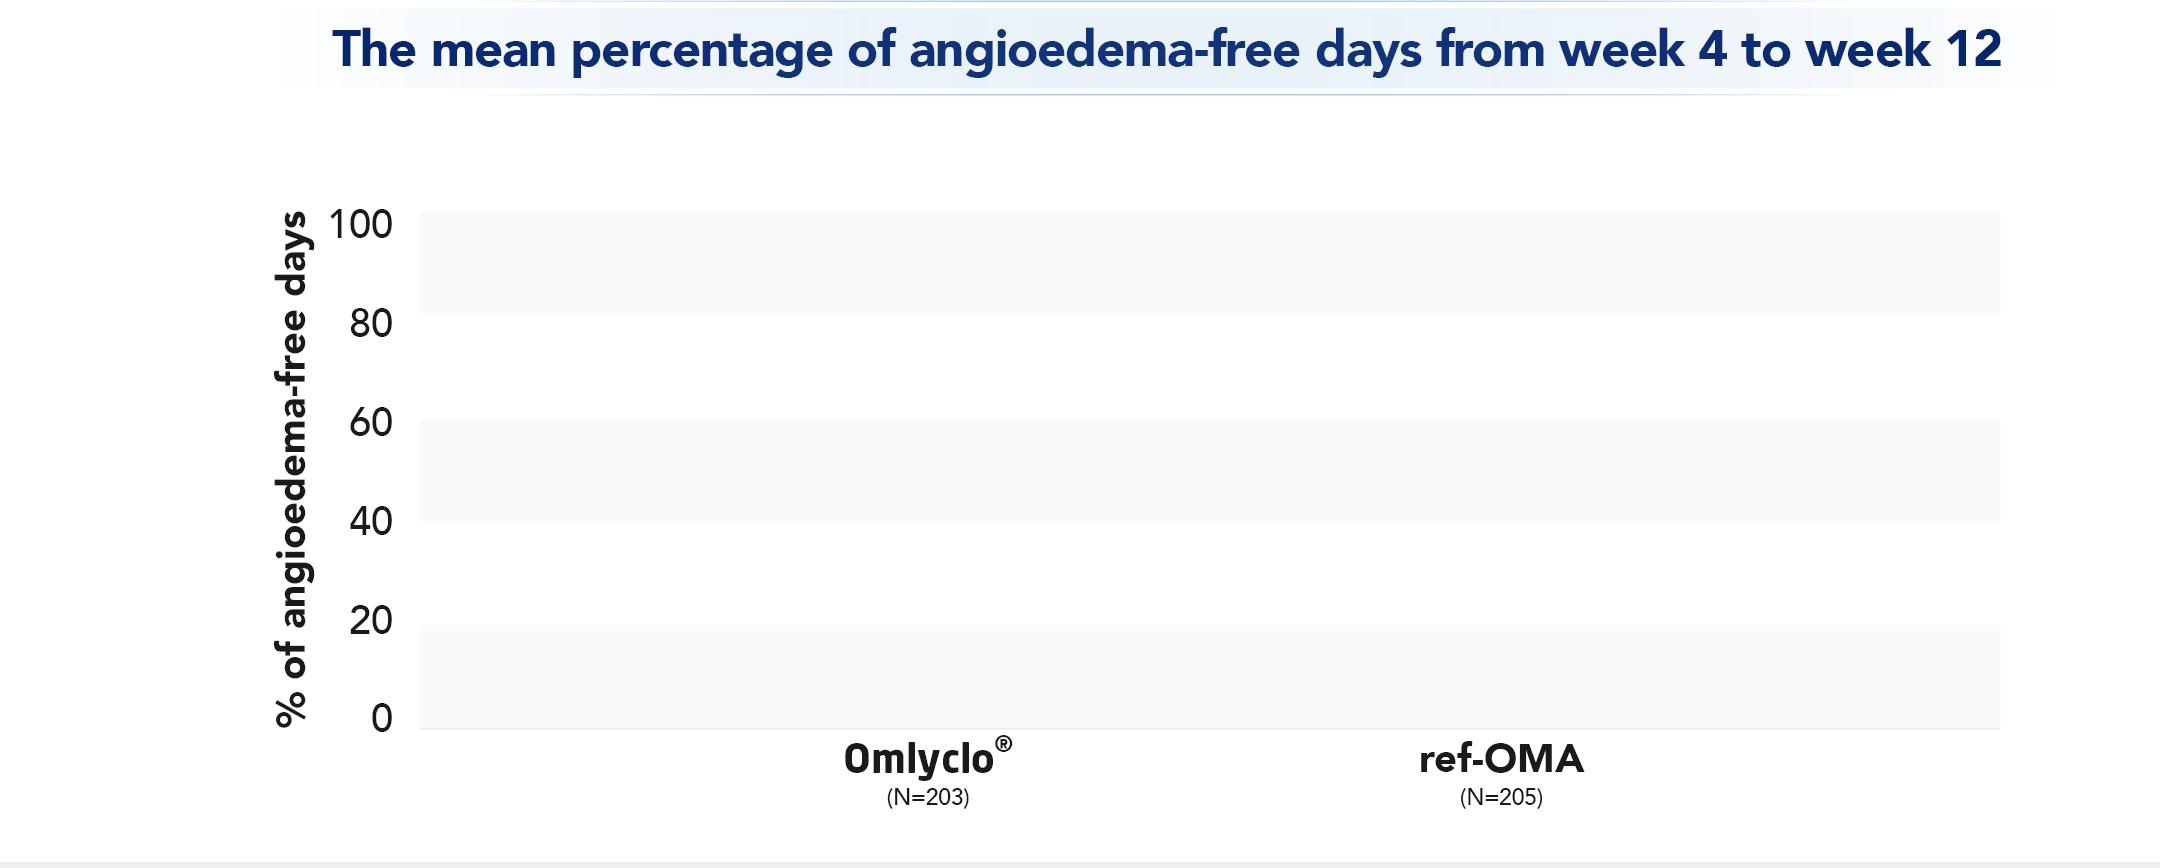 The mean percentage of angioedema-free days from week 4 to week 12
% of angioedema-free days
100
80
60
40
20
0
Omlyclo® ref-OMA
(N=203) (N=205)